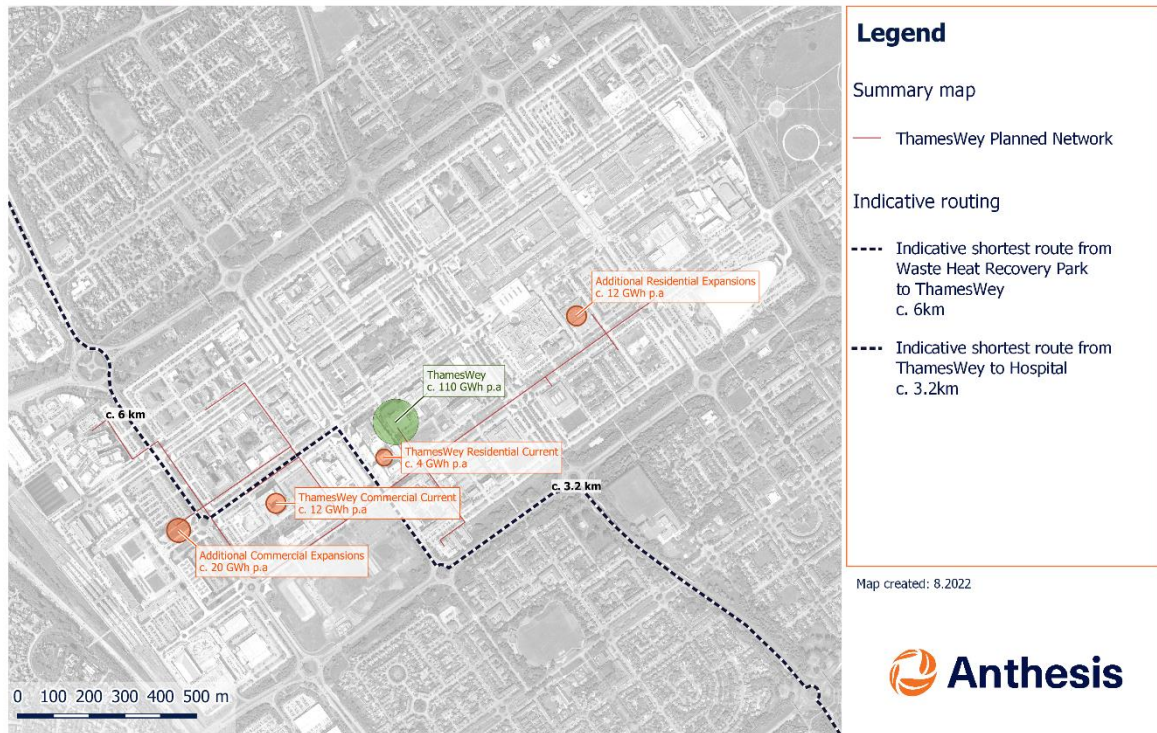 Legend
Summary map
ThamesWey Planned Network
Indicative routing
Indicative shortest route from
Waste Heat Recovery Park
to ThamesWey
c. 6km
Indicative shortest route from
ThamesWey to Hospital
c. 3.2km
Additional Residential Expansions
c. 12 GWh p.a
ThamesWey
c. 110 GWh p.a
c. 6 km
ThamesWey Residential Current
c. 4 GWh p.a
c. 3.2 km
ThamesWey Commercial Current
c. 12 GWh p.a
Additional Commercial Expansions
c. 20 GWh p.a
0 100 200 300 400 500 m
Map created: 8.2022
Anthesis